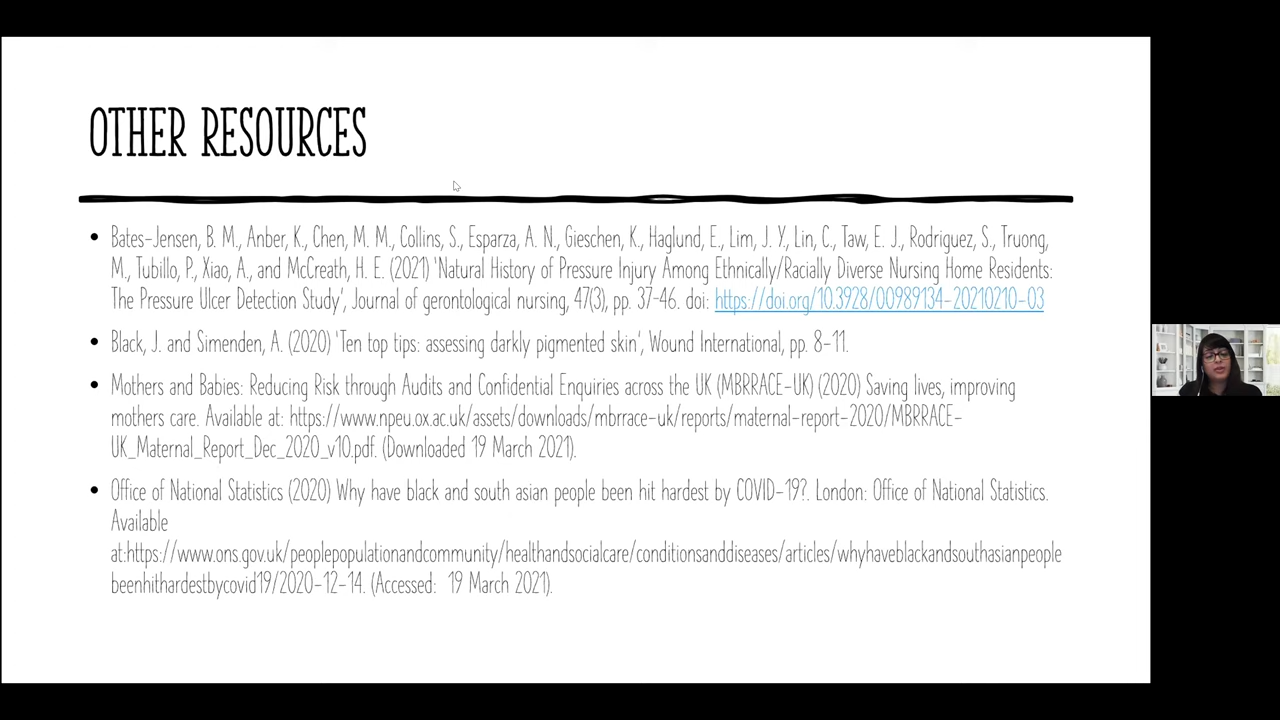 OTHER RESOURCES
• Bates-Jensen, B. M., Anber, K., Chen, M. M., Collins, S., Esparza, A. N., Gieschen, K., Haglund, E., Lim, J. Y., Lin, C., Taw, E. J., Rodriguez, S., Truong,
M., Tubillo, P., Xiao, A., and McCreath, H. E. (2021) 'Natural History of Pressure Injury Among Ethnically/Racially Diverse Nursing Home Residents:
The Pressure Ulcer Detection Study', Journal of gerontological nursing, 47(3), pp. 37-46. doi: https://doi.org/10.3928/00989134-20210210-03
• Black, J. and Simenden, A. (2020) 'Ten top tips: assessing darkly pigmented skin', Wound International, pp. 8-11.
• Mothers and Babies: Reducing Risk through Audits and Confidential Enquiries across the UK (MBRRACE-UK) (2020) Saving lives, improving
mothers care. Available at: https://www.npeu.ox.ac.uk/assets/downloads/mbrrace-uk/reports/maternal-report-2020/MBRRACE-
UK_Maternal_Report_Dec_2020_v10.pdf. (Downloaded 19 March 2021).
• Office of National Statistics (2020) Why have black and south asian people been hit hardest by COVID-19?. London: Office of National Statistics.
Available
at:https://www.ons.gov.uk/peoplepopulationandcommunity/healthandsocialcare/conditionsanddiseases/articles/whyhaveblackandsouthasianpeople
beenhithardestbycovid19/2020-12-14. (Accessed: 19 March 2021).